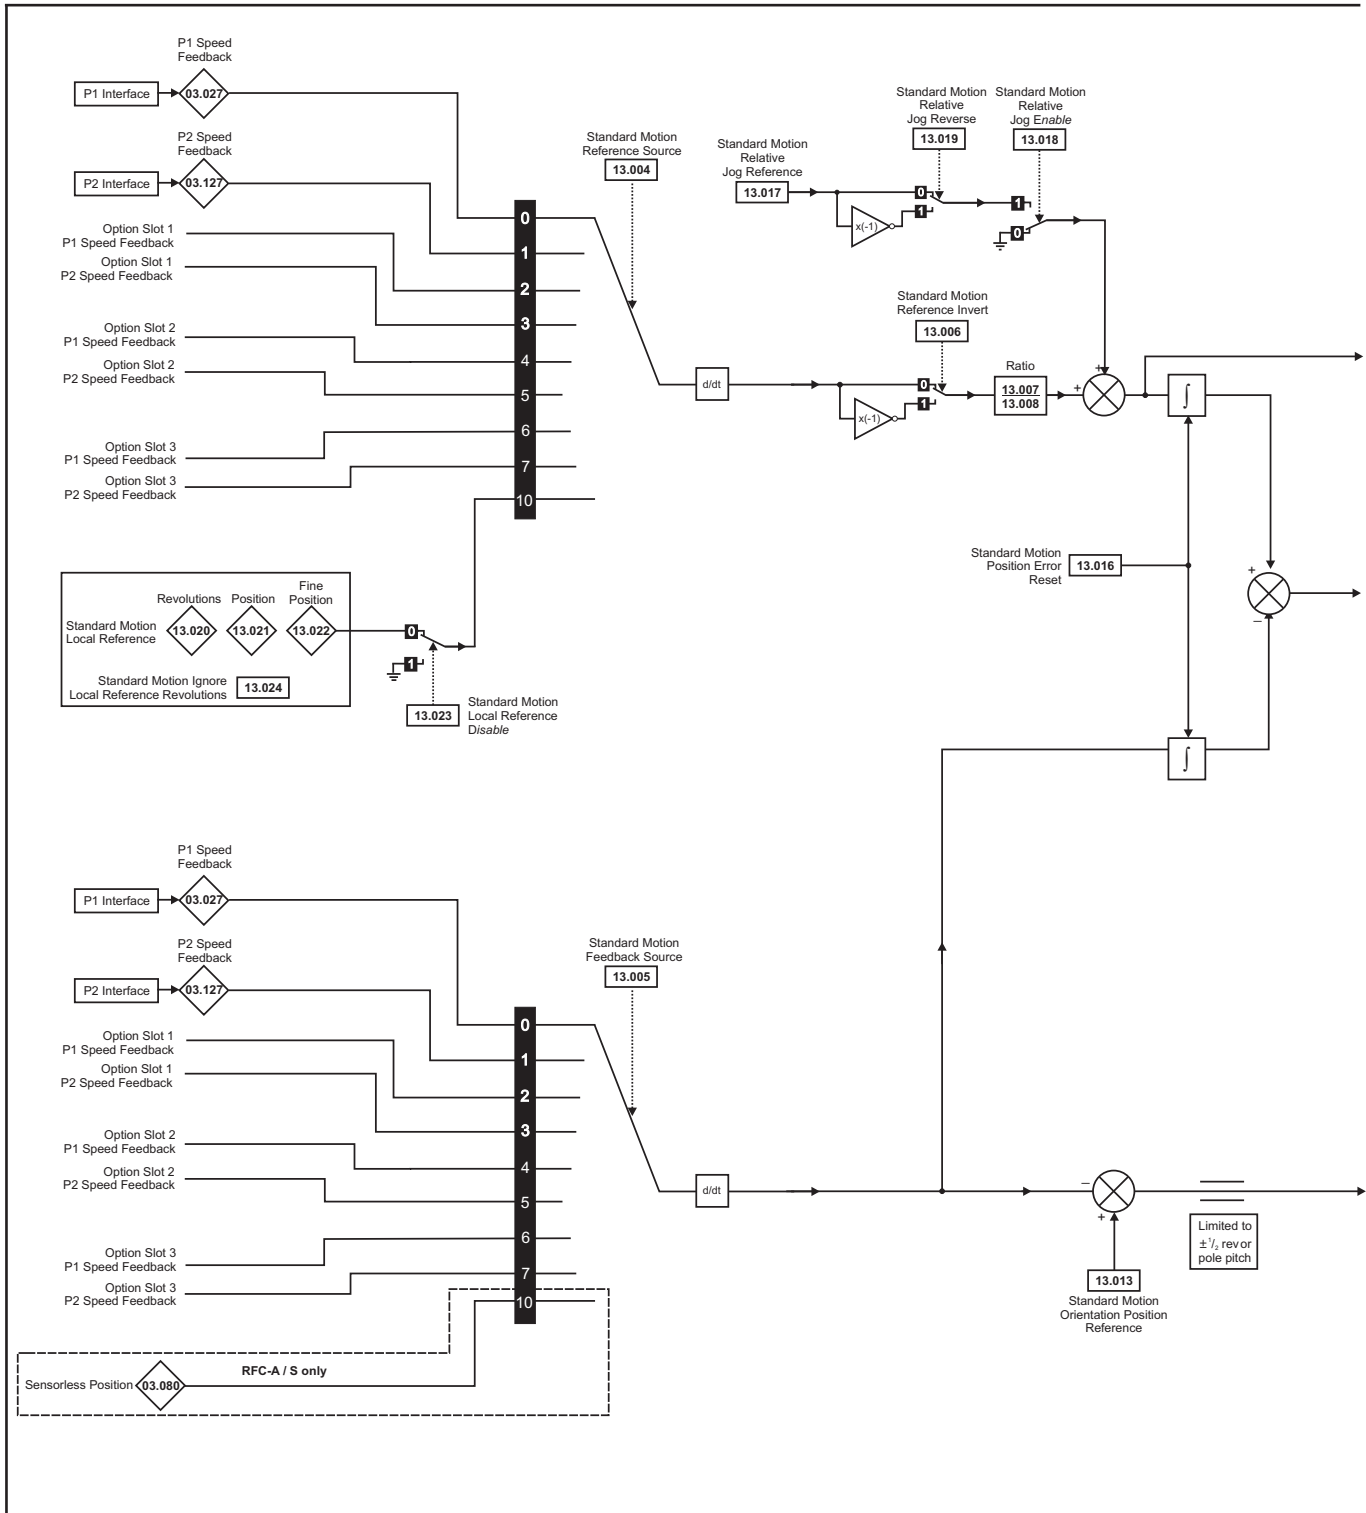 P1 Speed
Feedback
P1 Interface
03.027
P2 Speed
Feedback
P2 Interface
03.127
Option Slot 1
P1 Speed Feedback
Option Slot 1
P2 Speed Feedback
Option Slot 2
P1 Speed Feedback
Option Slot 2
P2 Speed Feedback
Option Slot 3
P1 Speed Feedback
Option Slot 3
P2 Speed Feedback
0
1
2
3
4
5
6
7
10
Standard Motion
Reference Source
13.004
d/dt
Standard Motion
Relative
Jog Reference
13.017
x(-1)
Standard Motion
Relative
Jog Reverse
13.019
0
1
Standard Motion
Relative
Jog Enable
13.018
1
0
Standard Motion
Reference Invert
13.006
0
1
x(-1)
Ratio
13.007
13.008
+
+
∫
Standard Motion
Position Error
Reset
13.016
+
−
∫
Revolutions
Position
Fine
Position
Standard Motion
Local Reference
13.020
13.021
13.022
Standard Motion Ignore
Local Reference Revolutions
13.024
0
1
13.023
Standard Motion
Local Reference
Disable
P1 Speed
Feedback
P1 Interface
03.027
P2 Speed
Feedback
P2 Interface
03.127
Option Slot 1
P1 Speed Feedback
Option Slot 1
P2 Speed Feedback
Option Slot 2
P1 Speed Feedback
Option Slot 2
P2 Speed Feedback
Option Slot 3
P1 Speed Feedback
Option Slot 3
P2 Speed Feedback
0
1
2
3
4
5
6
7
10
RFC-A / S only
Sensorless Position
03.080
Standard Motion
Feedback Source
13.005
d/dt
−
+
13.013
Standard Motion
Orientation Position
Reference
Limited to
±1/2 rev or
pole pitch